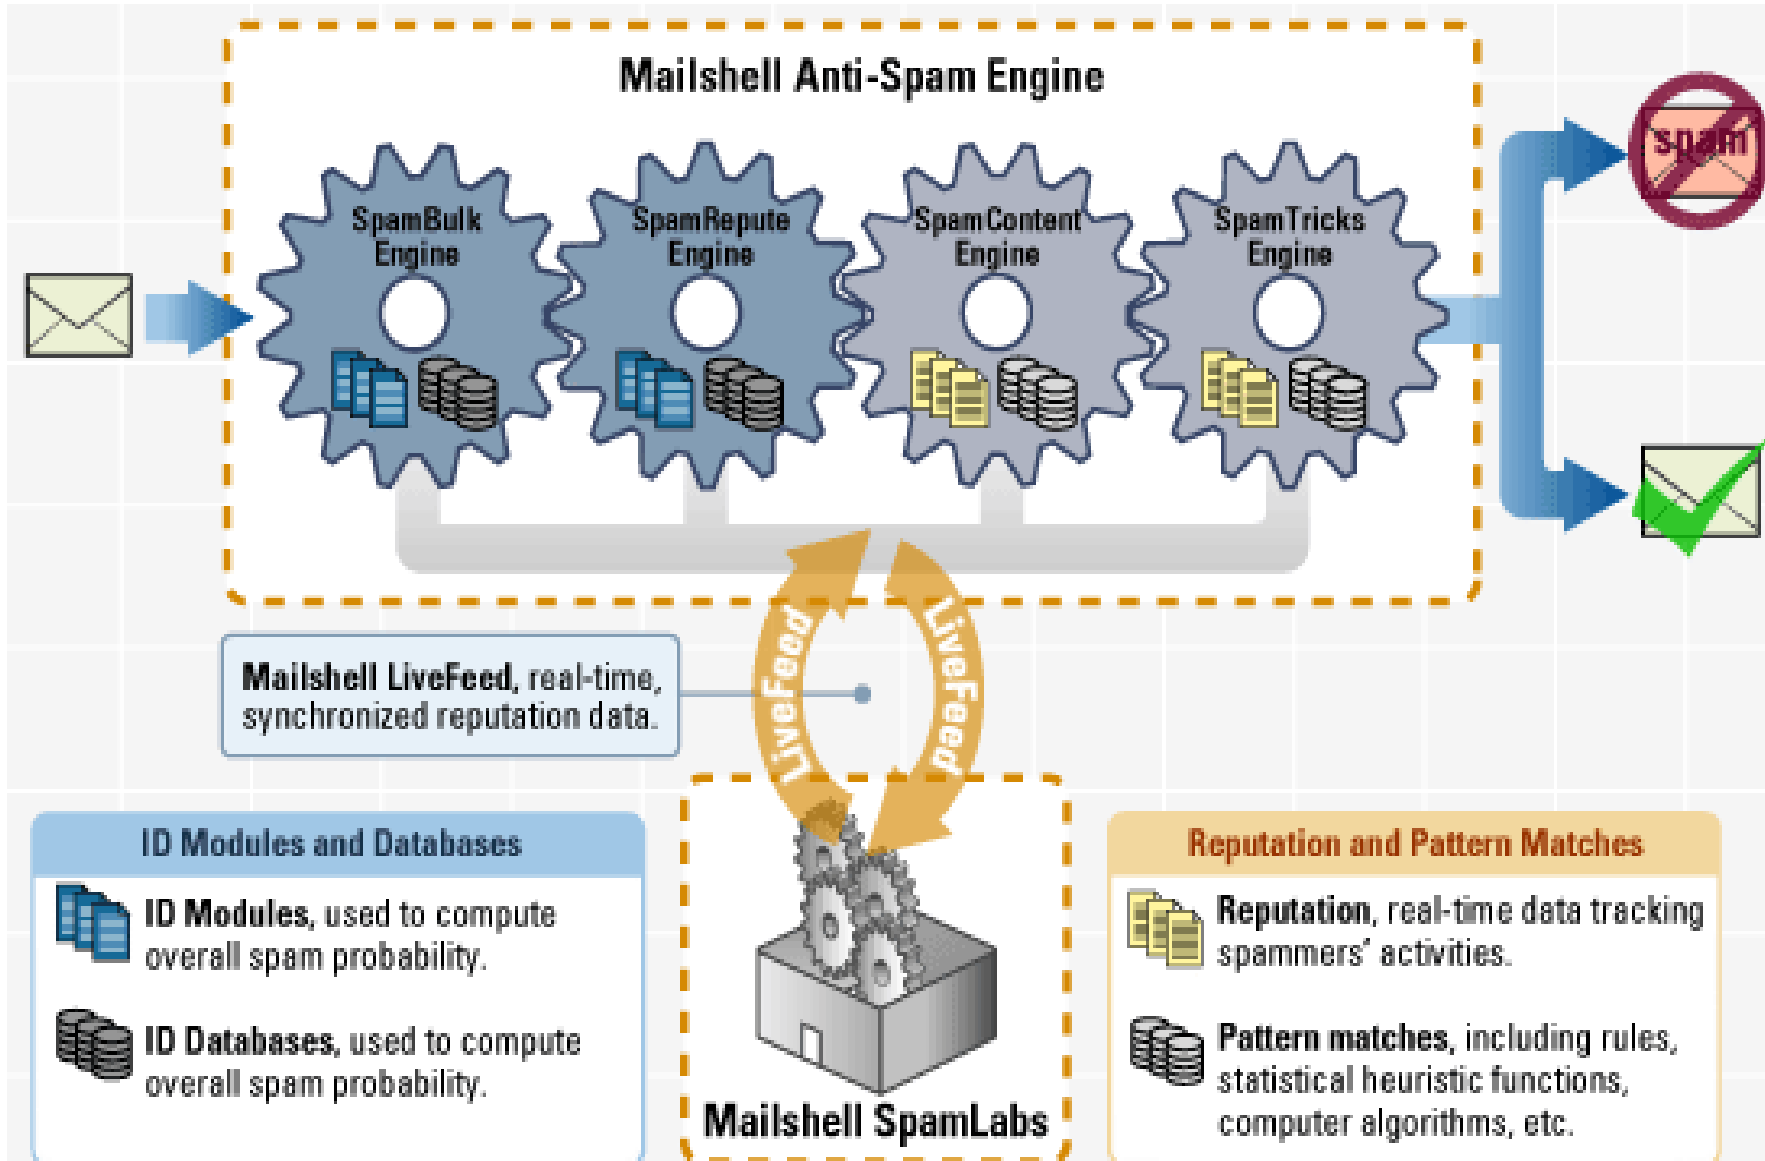 Mailshell Anti-Spam Engine
SpamBulk
Engine
SpamRepute
Engine
SpamContent
Engine
SpamTricks
Engine
spam
LiveFeed
LiveFeed
Mailshell LiveFeed, real-time,
synchronized reputation data.
ID Modules and Databases
ID Modules, used to compute
overall spam probability.
ID Databases, used to compute
overall spam probability.
Mailshell SpamLabs
Reputation and Pattern Matches
Reputation, real-time data tracking
spammers' activities.
Pattern matches, including rules,
statistical heuristic functions,
computer algorithms, etc.